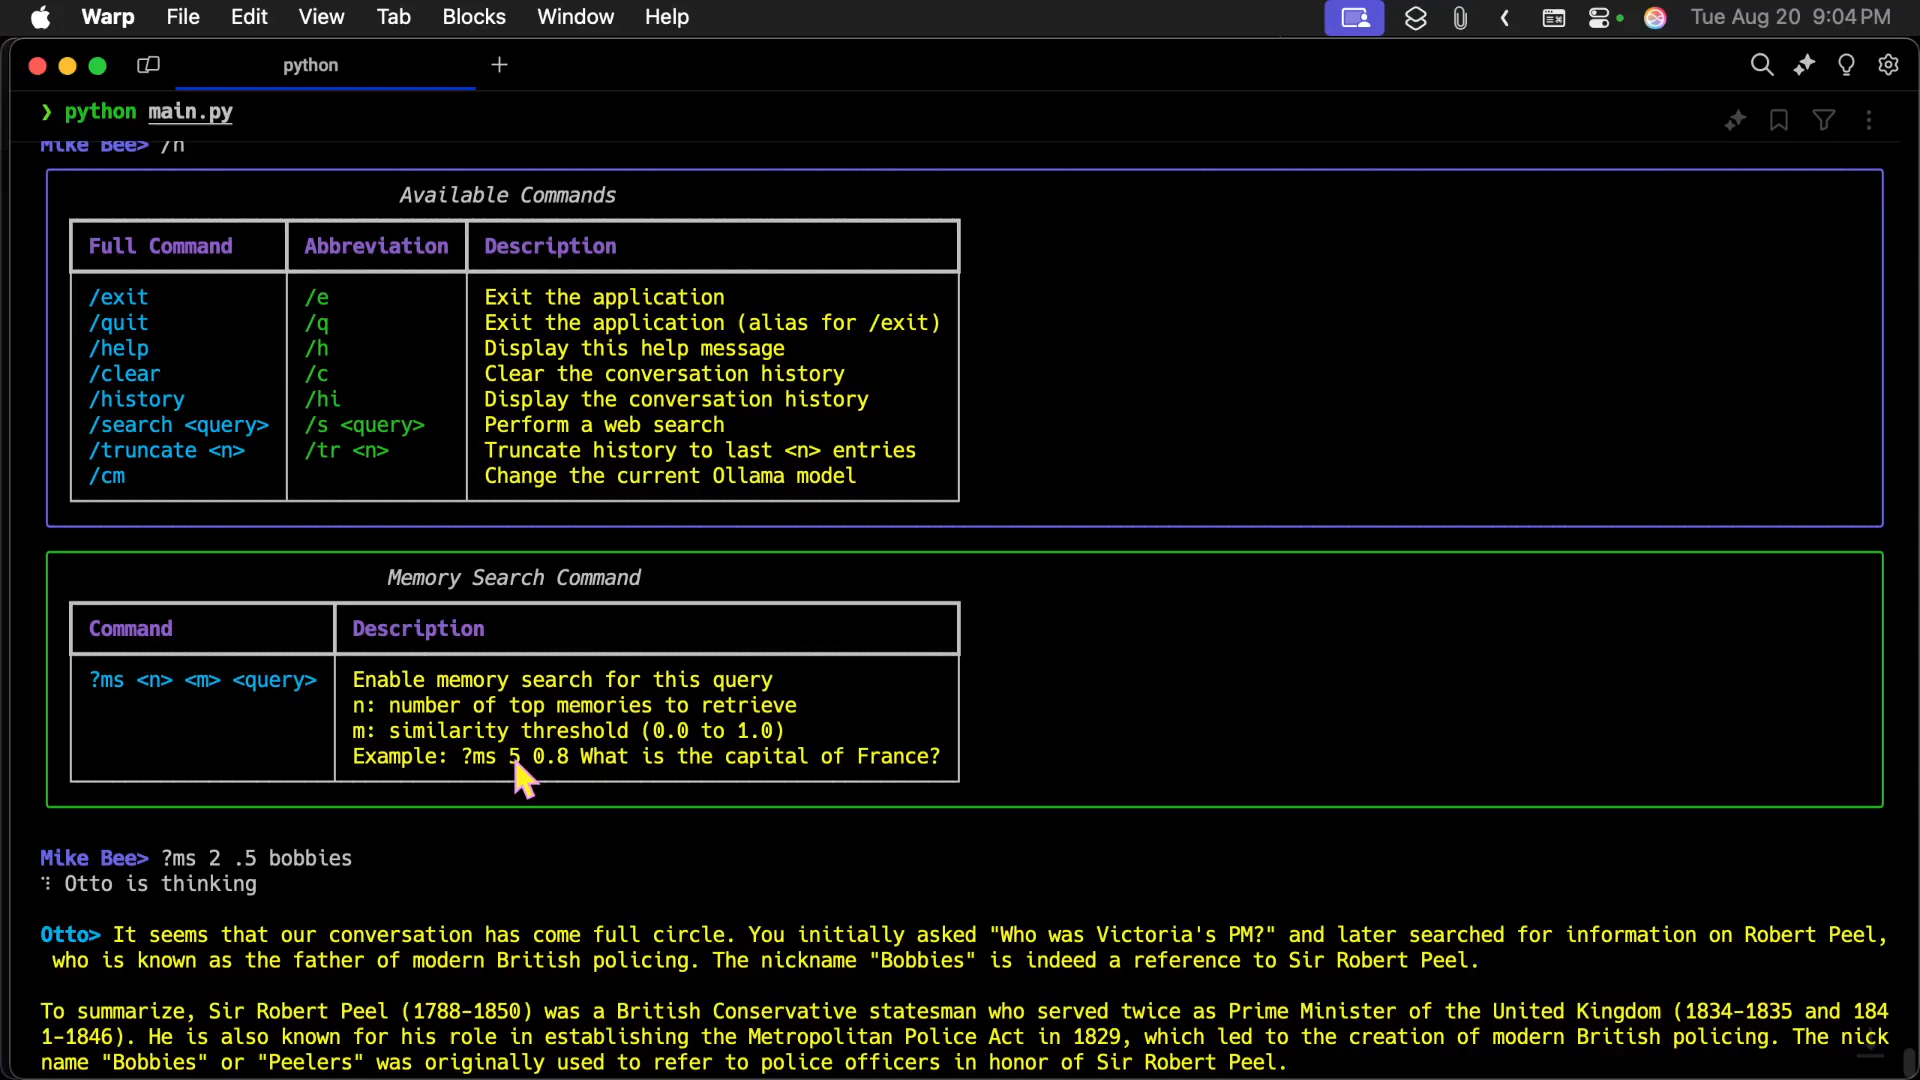 Warp File Edit View Tab Blocks Window Help Tue Aug 20 9:04 PM
python
❯ python main.py
Mike Bee> /h
Available Commands
Full Command Abbreviation Description
/exit /e Exit the application
/quit /q Exit the application (alias for /exit)
/help /h Display this help message
/clear /c Clear the conversation history
/history /hi Display the conversation history
/search <query> /s <query> Perform a web search
/truncate <n> /tr <n> Truncate history to last <n> entries
/cm Change the current Ollama model
Memory Search Command
Command Description
?ms <n> <m> <query> Enable memory search for this query
n: number of top memories to retrieve
m: similarity threshold (0.0 to 1.0)
Example: ?ms 5 0.8 What is the capital of France?
Mike Bee> ?ms 2 .5 bobbies
Otto is thinking
Otto> It seems that our conversation has come full circle. You initially asked "Who was Victoria's PM?" and later searched for information on Robert Peel,
who is known as the father of modern British policing. The nickname "Bobbies" is indeed a reference to Sir Robert Peel.
To summarize, Sir Robert Peel (1788-1850) was a British Conservative statesman who served twice as Prime Minister of the United Kingdom (1834-1835 and 184
1-1846). He is also known for his role in establishing the Metropolitan Police Act in 1829, which led to the creation of modern British policing. The nick
name "Bobbies" or "Peelers" was originally used to refer to police officers in honor of Sir Robert Peel.